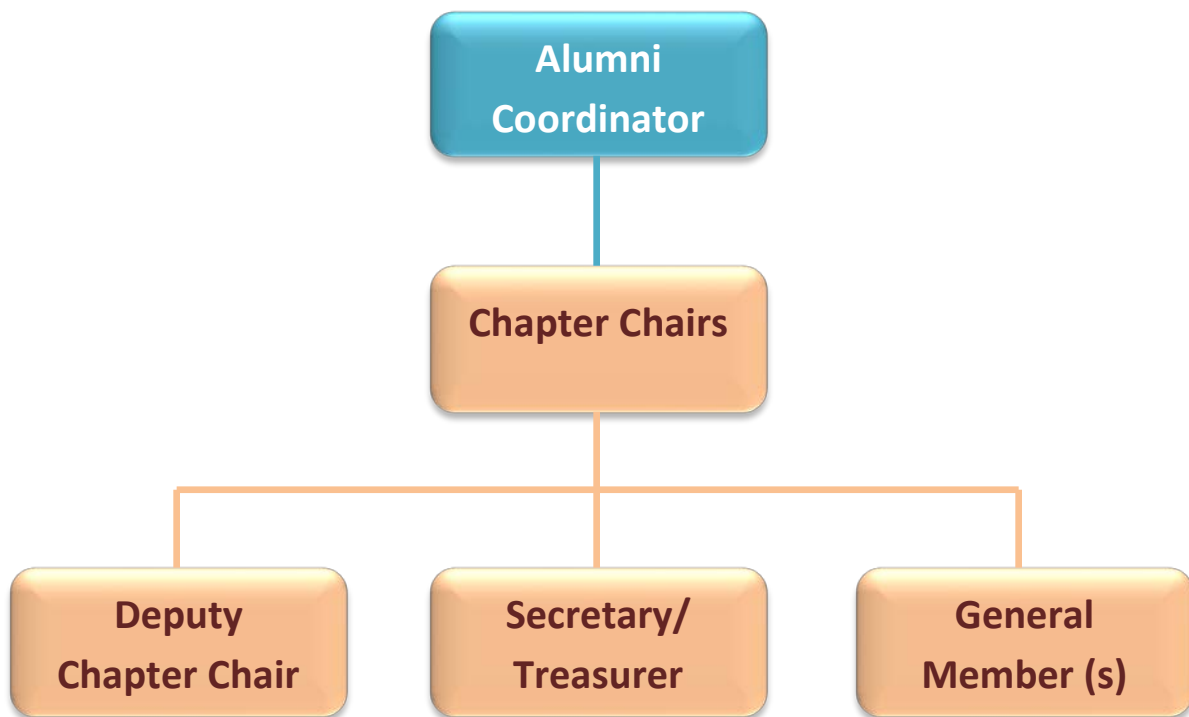 Alumni
Coordinator
Chapter Chairs
Deputy
Chapter Chair
Secretary/
Treasurer
General
Member (s)